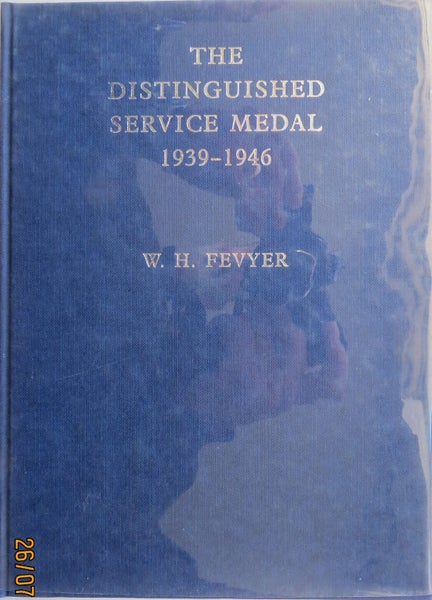 THE
DISTINGUISHED
SERVICE MEDAL
1939–1946
W. H. FEVYER
26/07